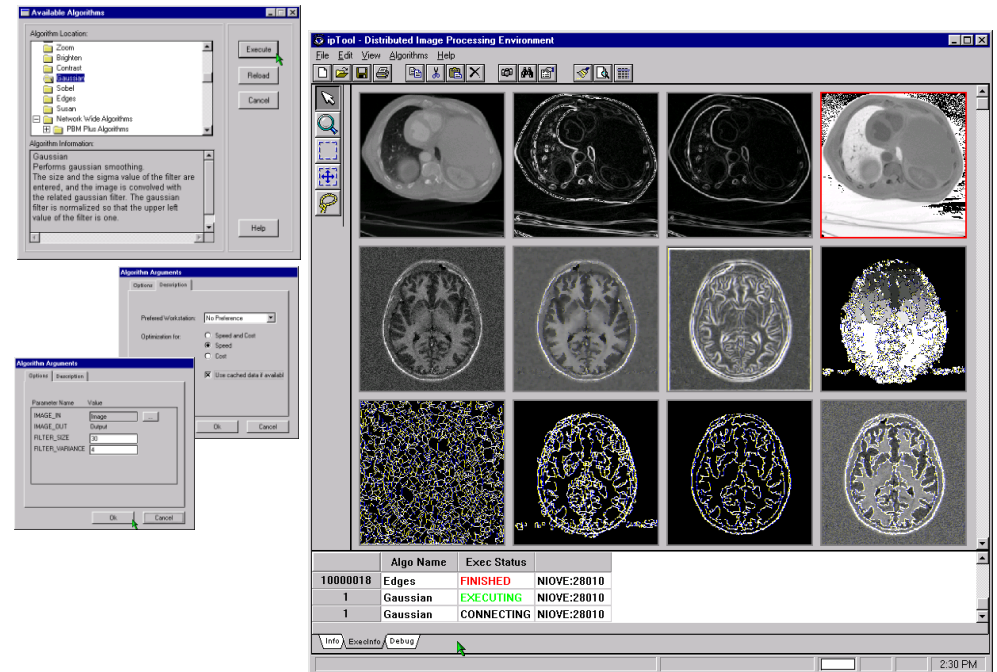 Available Algorithms
Algorithm Location:
Zoom
Brighten
Contrast
Gaussian
Sobel
Edges
Susan
Network Wide Algorithms
PBM Plus Algorithms
Execute
Reload
Cancel
Algorithm Information:
Gaussian
Performs gaussian smoothing.
The size and the sigma value of the filter are
entered, and the image is convolved with
the related gaussian filter. The gaussian
filter is normalized so that the upper left
value of the filter is one.
Help
Algorithm Arguments
Options Description
Prefered Workstation: No Preference
Optimization for: Speed and Cost
Speed
Cost
Use cached data if availabl
Ok Cancel
Algorithm Arguments
Options Description
Parameter Name Value
IMAGE_IN Image ...
IMAGE_OUT Output
FILTER_SIZE 30
FILTER_VARIANCE 4
Ok Cancel
ipTool - Distributed Image Processing Environment
File Edit View Algorithms Help
Algo Name Exec Status
10000018 Edges FINISHED NIOVE:28010
1 Gaussian EXECUTING NIOVE:28010
1 Gaussian CONNECTING NIOVE:28010
Info ExecInfo Debug
2:30 PM